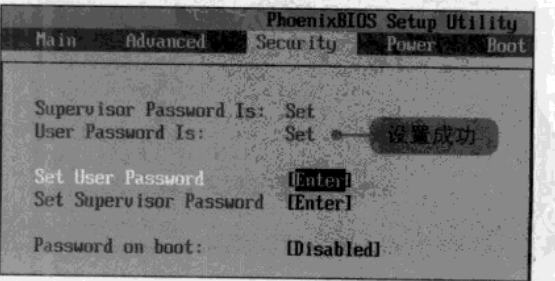 PhoenixBIOS Setup Utility
Main Advanced Security Power Boot
Supervisor Password Is: Set
User Password Is: Set 设置成功
Set User Password [Enter]
Set Supervisor Password [Enter]
Password on boot: [Disabled]